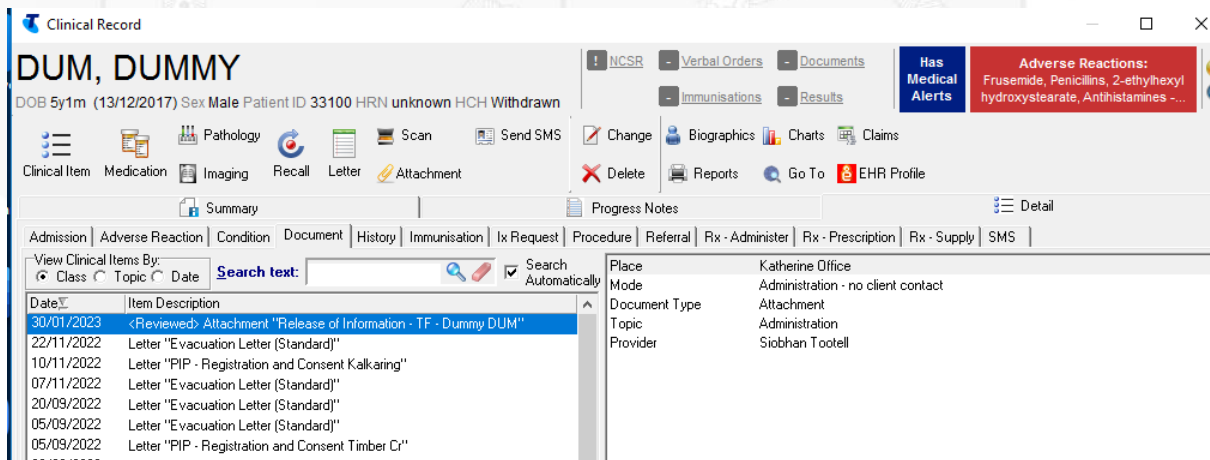 Clinical Record
DUM, DUMMY
DOB 5y1m (13/12/2017) Sex Male Patient ID 33100 HRN unknown HCH Withdrawn
! NCSR - Verbal Orders - Documents
- Immunisations - Results
Has
Medical
Alerts
Adverse Reactions:
Frusemide, Penicillins, 2-ethylhexyl
hydroxystearate, Antihistamines -...
Clinical Item Medication Pathology Imaging Recall Letter Scan Attachment Send SMS
Change Biographics Charts Claims
Delete Reports Go To EHR Profile
Summary Progress Notes Detail
Admission Adverse Reaction Condition Document History Immunisation Ix Request Procedure Referral Rx - Administer Rx - Prescription Rx - Supply SMS
View Clinical Items By:
Class Topic Date
Search text:
Search
Automatically
Date Item Description
30/01/2023 <Reviewed> Attachment "Release of Information - TF - Dummy DUM"
22/11/2022 Letter "Evacuation Letter (Standard)"
10/11/2022 Letter "PIP - Registration and Consent Kalkaring"
07/11/2022 Letter "Evacuation Letter (Standard)"
20/09/2022 Letter "Evacuation Letter (Standard)"
05/09/2022 Letter "Evacuation Letter (Standard)"
05/09/2022 Letter "PIP - Registration and Consent Timber Cr"
Place Katherine Office
Mode Administration - no client contact
Document Type Attachment
Topic Administration
Provider Siobhan Tootell